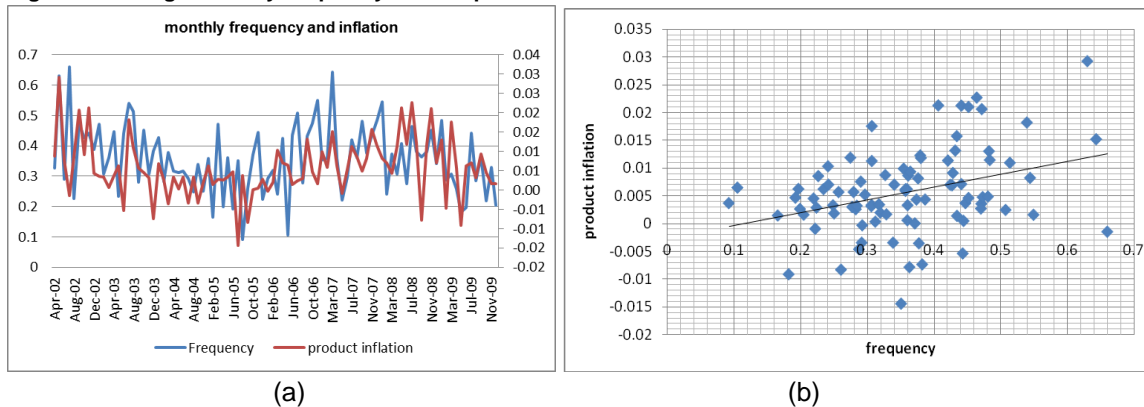 monthly frequency and inflation
0.7
0.6
0.5
0.4
0.3
0.2
0.1
0
0.04
0.03
0.03
0.02
0.02
0.01
0.01
0.00
-0.01
-0.01
-0.02
-0.02
Apr-02
Aug-02
Dec-02
Apr-03
Aug-03
Dec-03
Apr-04
Aug-04
Feb-05
Jun-05
Oct-05
Feb-06
Jun-06
Oct-06
Mar-07
Jul-07
Nov-07
Mar-08
Jul-08
Nov-08
Mar-09
Jul-09
Nov-09
Frequency
product inflation
(a)
product inflation
0.035
0.03
0.025
0.02
0.015
0.01
0.005
0
-0.005
-0.01
-0.015
-0.02
0 0.1 0.2 0.3 0.4 0.5 0.6 0.7
frequency
(b)